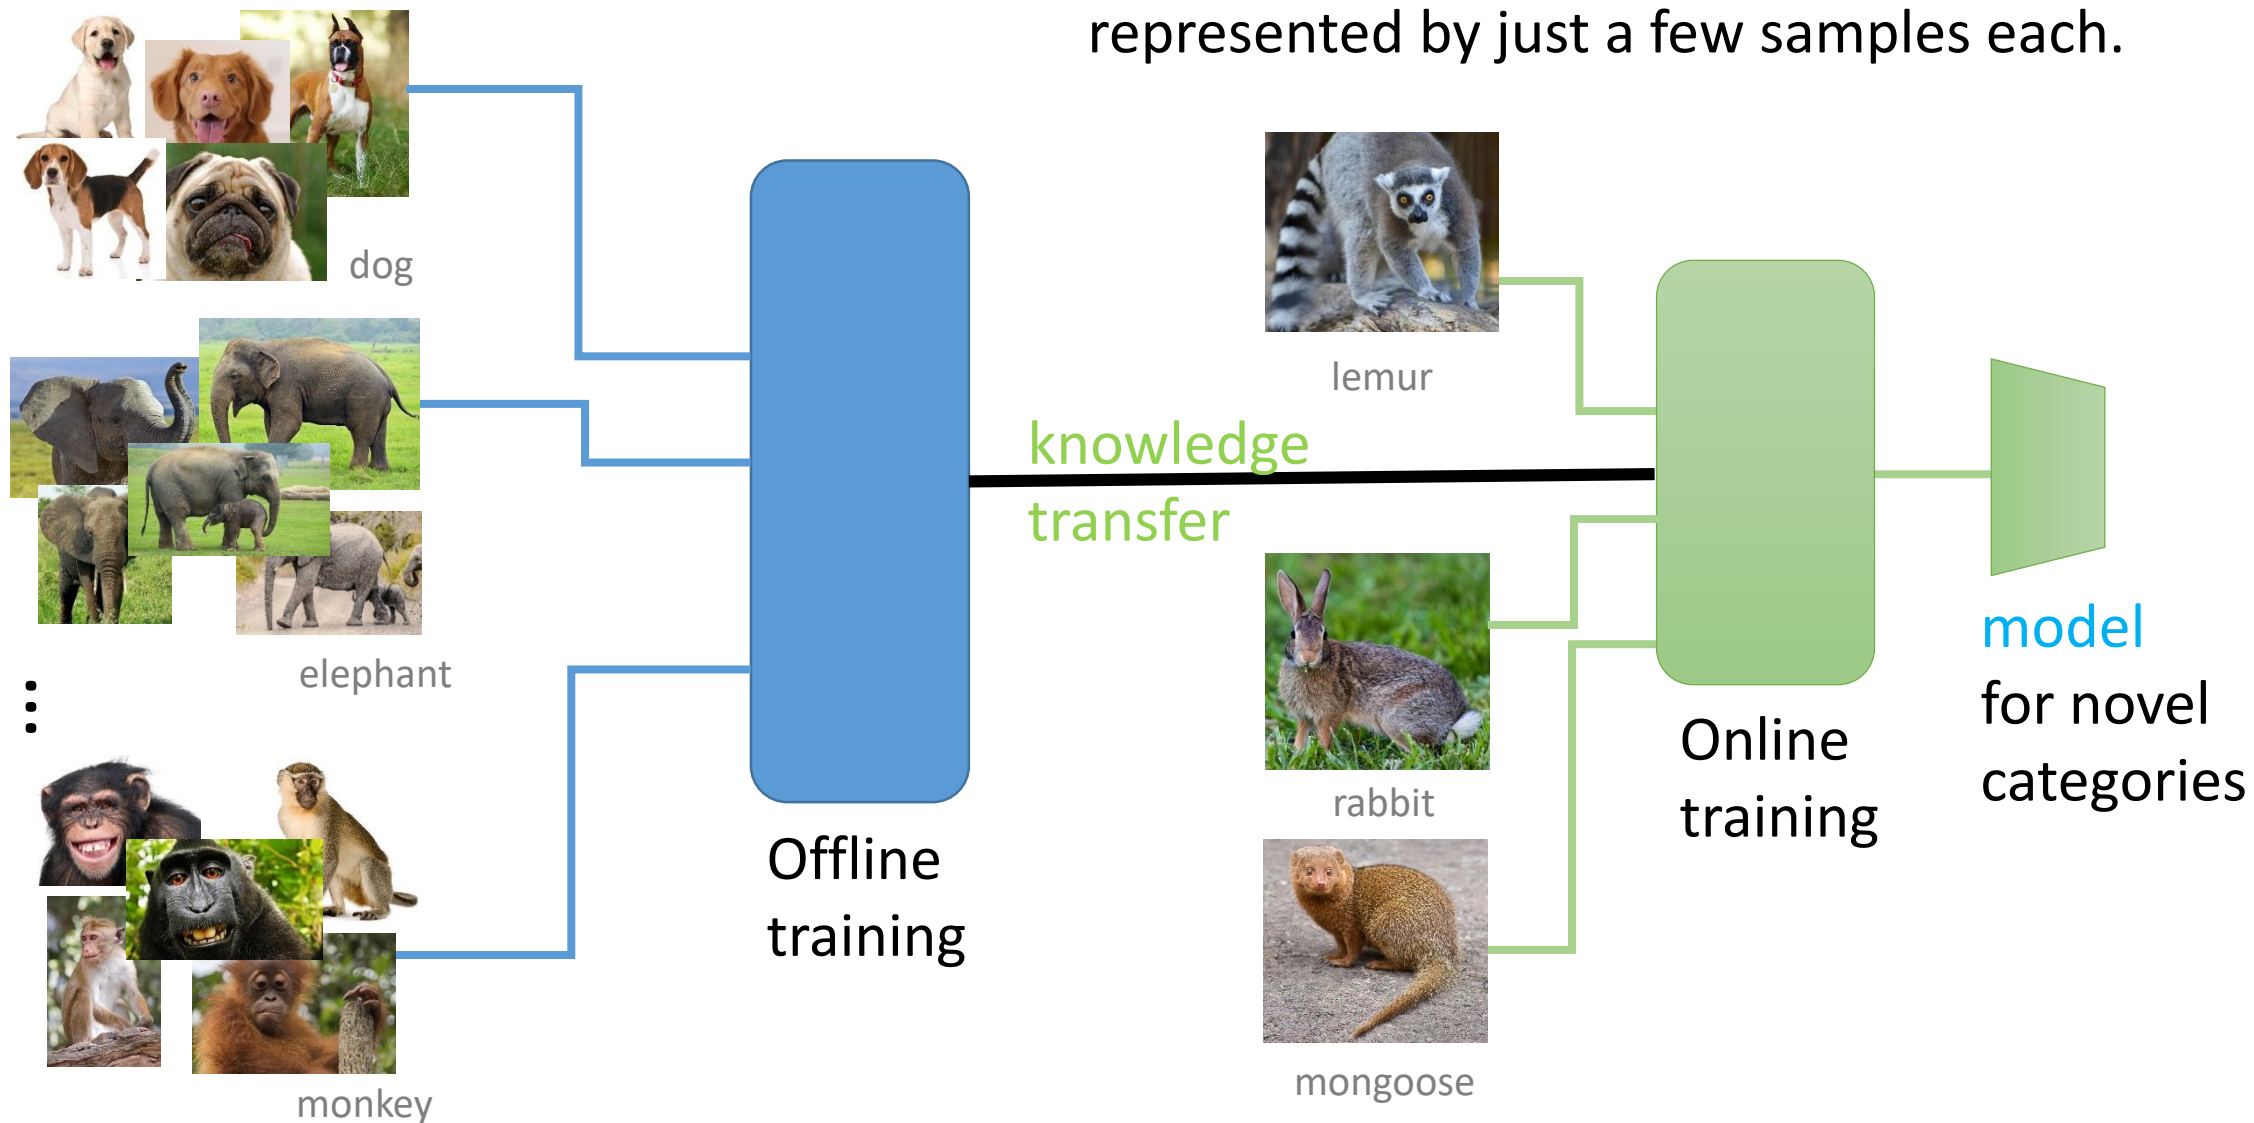 represented by just a few samples each.
dog
lemur
knowledge
transfer
elephant
model
for novel
categories
Online
training
rabbit
Offline
training
mongoose
monkey